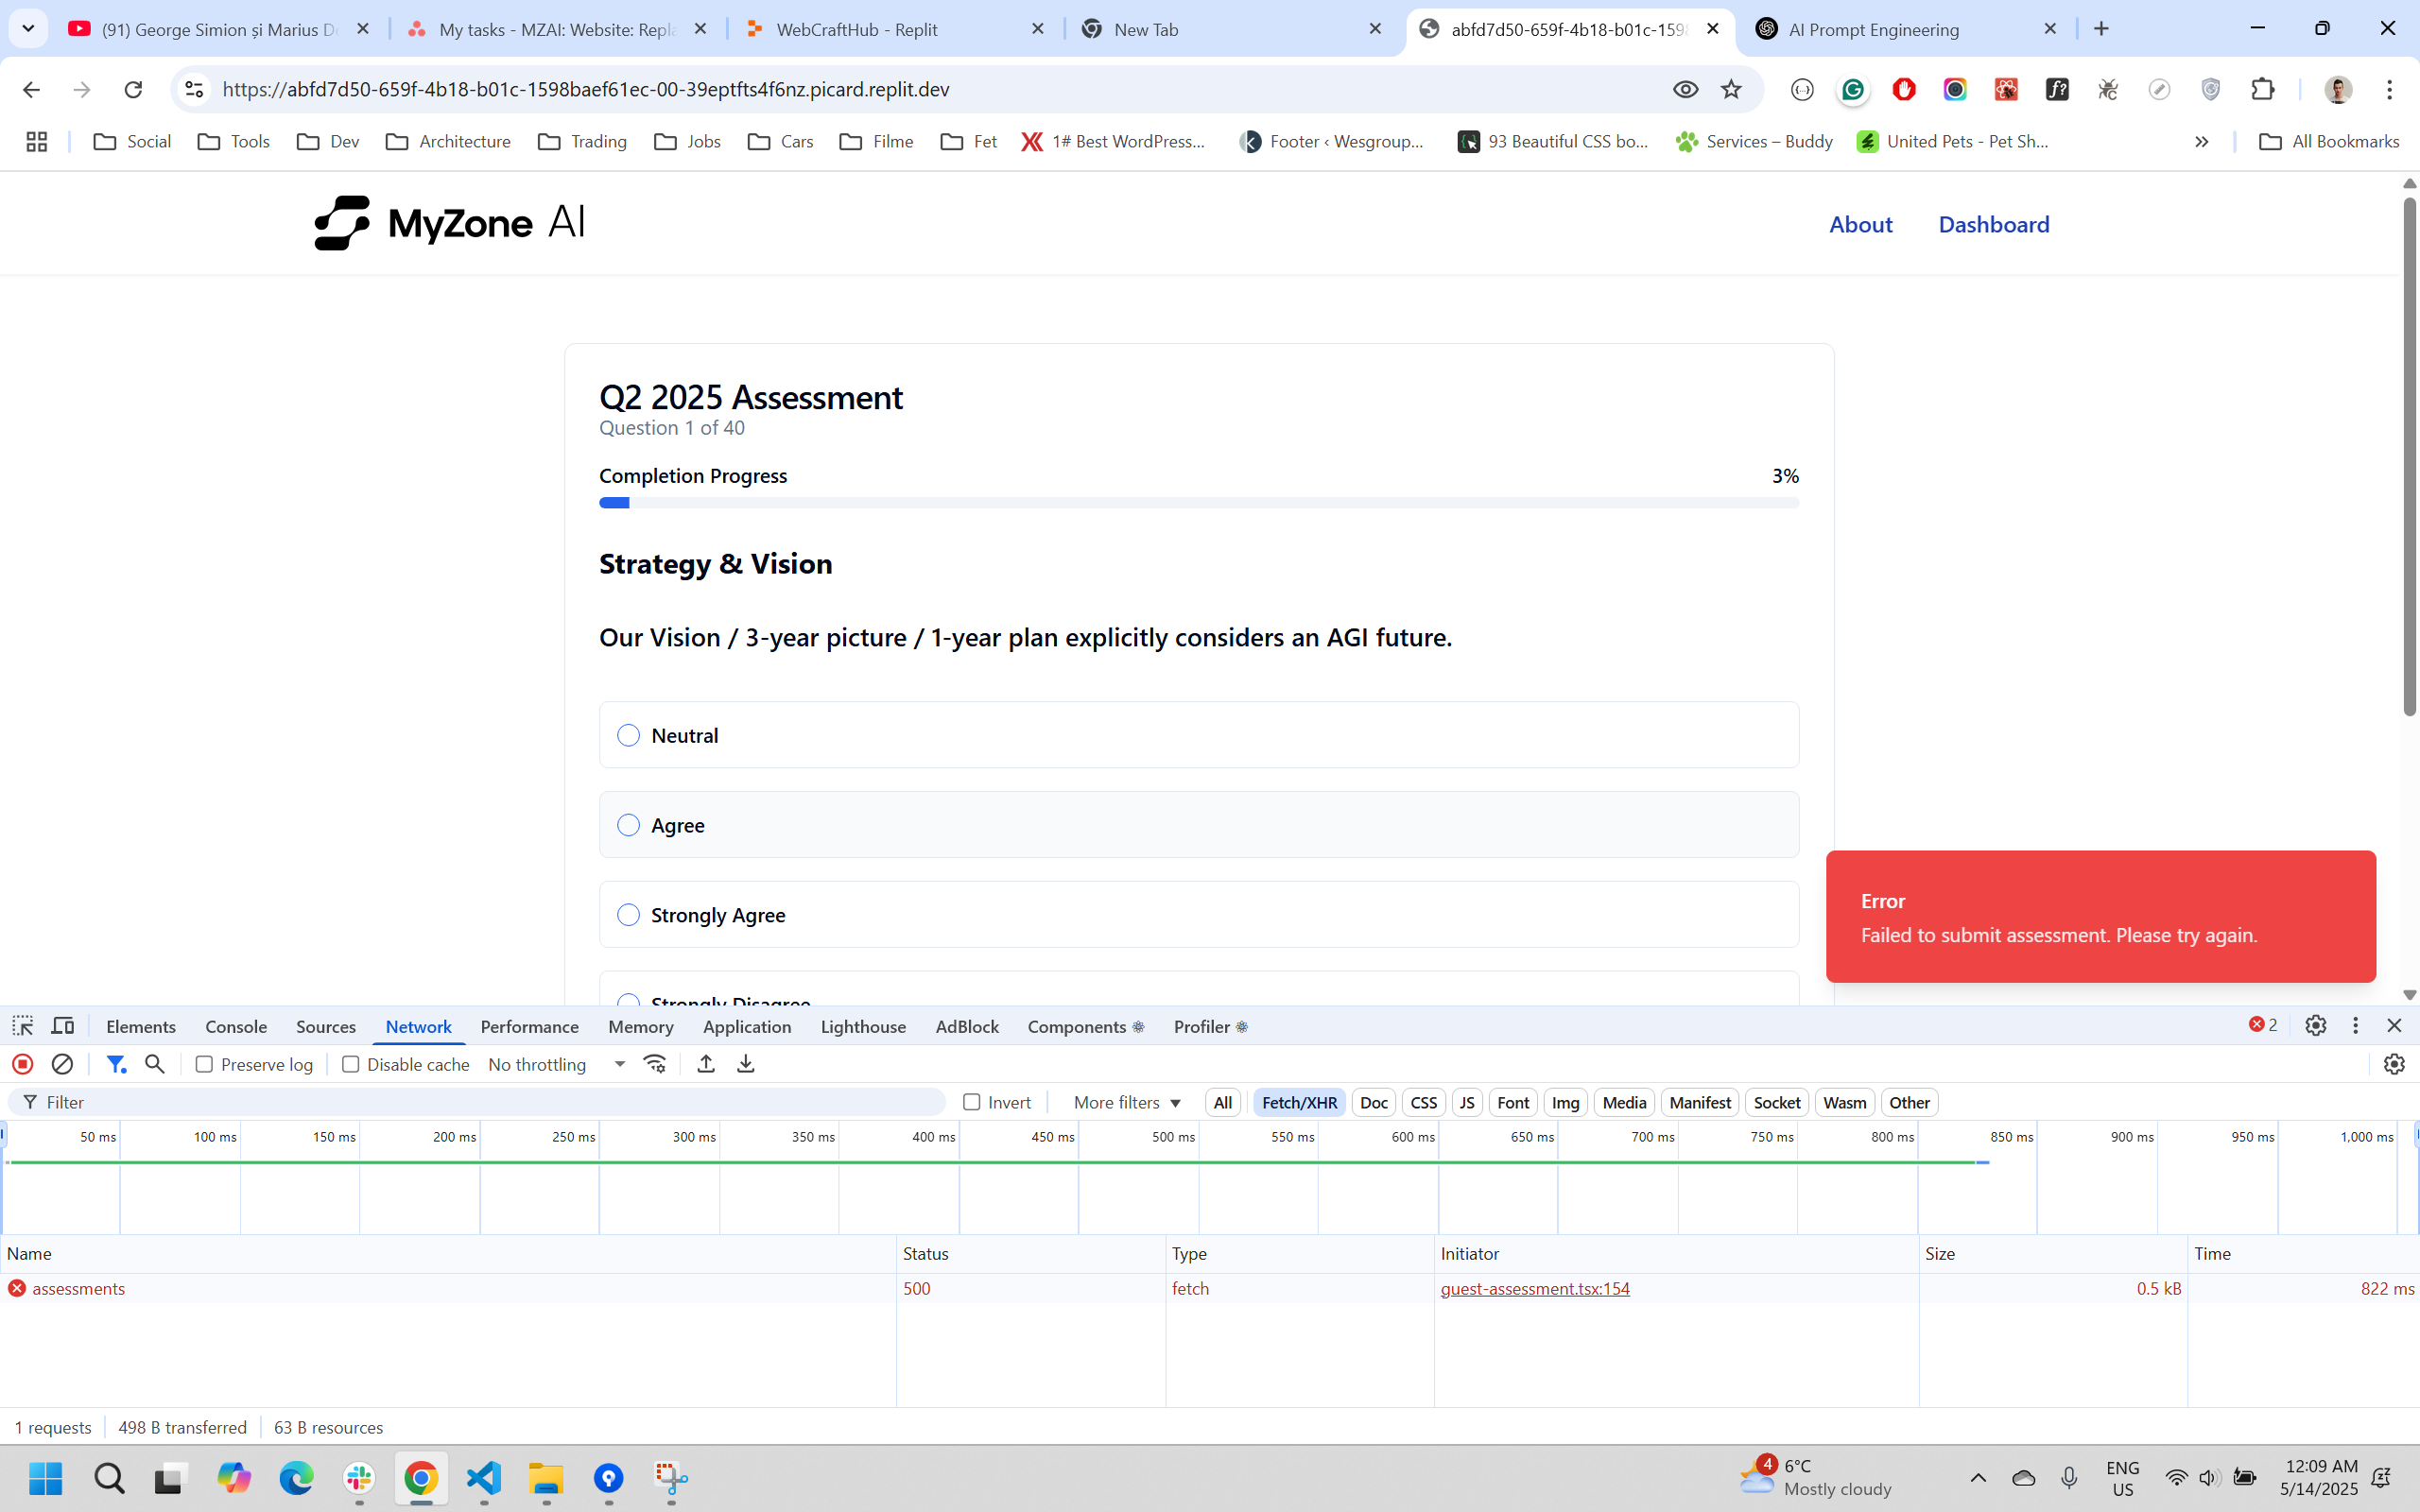 (91) George Simion și Marius D
My tasks - MZAI: Website: Repla
WebCraftHub - Replit
New Tab
abfd7d50-659f-4b18-b01c-1598
AI Prompt Engineering
https://abfd7d50-659f-4b18-b01c-1598baef61ec-00-39eptfts4f6nz.picard.replit.dev
Social
Tools
Dev
Architecture
Trading
Jobs
Cars
Filme
Fet
1# Best WordPress...
Footer ‹ Wesgroup...
93 Beautiful CSS bo...
Services – Buddy
United Pets - Pet Sh...
All Bookmarks
MyZone AI
About
Dashboard
Q2 2025 Assessment
Question 1 of 40
Completion Progress
3%
Strategy & Vision
Our Vision / 3-year picture / 1-year plan explicitly considers an AGI future.
Neutral
Agree
Strongly Agree
Strongly Disagree
Error
Failed to submit assessment. Please try again.
Elements
Console
Sources
Network
Performance
Memory
Application
Lighthouse
AdBlock
Components
Profiler
2
Preserve log
Disable cache
No throttling
Filter
Invert
More filters
All
Fetch/XHR
Doc
CSS
JS
Font
Img
Media
Manifest
Socket
Wasm
Other
50 ms
100 ms
150 ms
200 ms
250 ms
300 ms
350 ms
400 ms
450 ms
500 ms
550 ms
600 ms
650 ms
700 ms
750 ms
800 ms
850 ms
900 ms
950 ms
1,000 ms
Name
Status
Type
Initiator
Size
Time
assessments
500
fetch
guest-assessment.tsx:154
0.5 kB
822 ms
1 requests
498 B transferred
63 B resources
4
6°C
Mostly cloudy
ENG
US
12:09 AM
5/14/2025